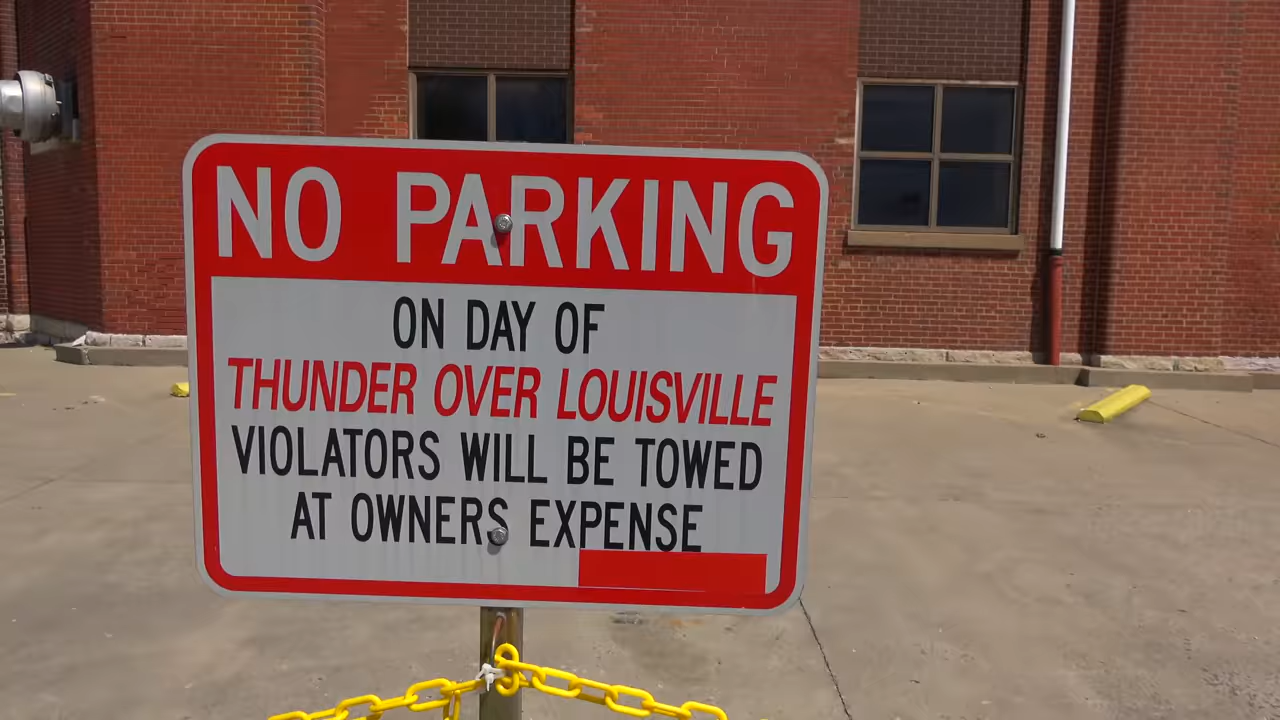 NO PARKING
ON DAY OF
THUNDER OVER LOUISVILLE
VIOLATORS WILL BE TOWED
AT OWNERS EXPENSE